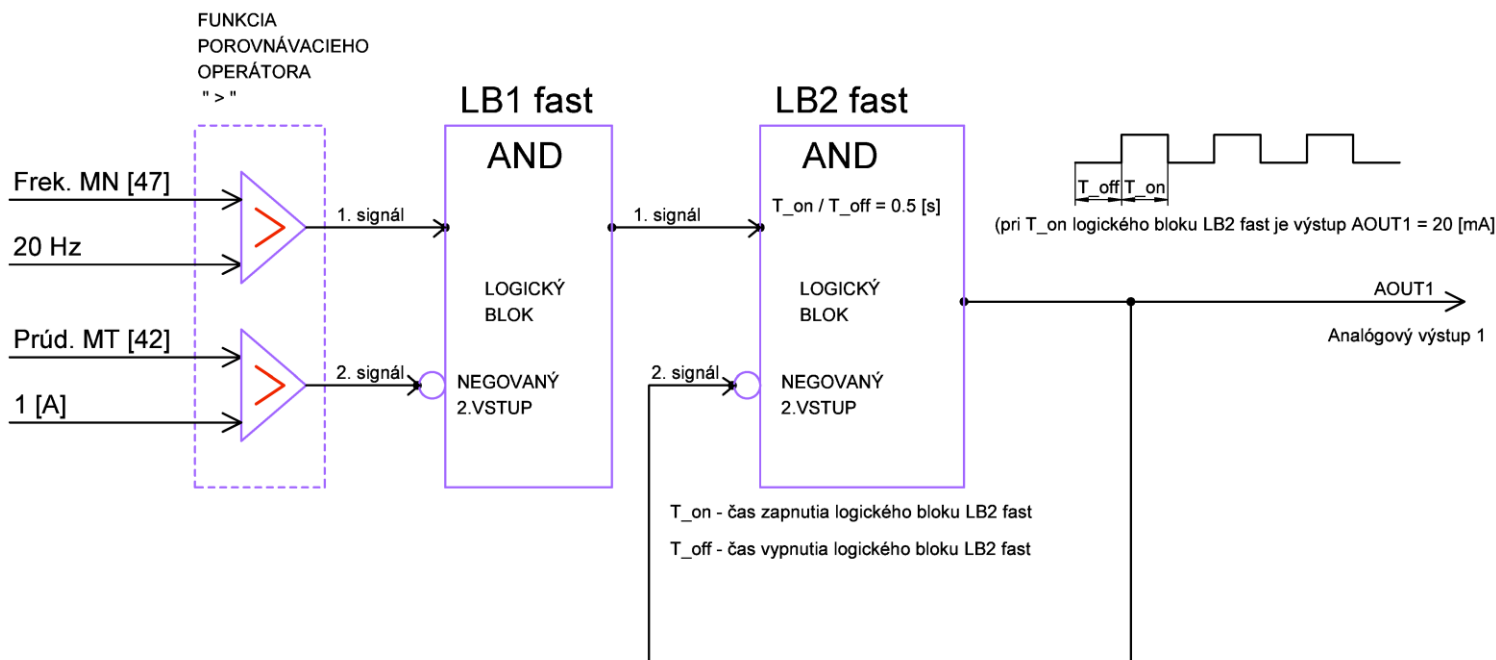 FUNKCIA
POROVNÁVACIEHO
OPERÁTORA
" > "
LB1 fast
LB2 fast
AND
AND
Frek. MN [47]
20 Hz
Prúd. MT [42]
1 [A]
1. signál
2. signál
LOGICKÝ
BLOK
NEGOVANÝ
2.VSTUP
1. signál
2. signál
T_on / T_off = 0.5 [s]
LOGICKÝ
BLOK
NEGOVANÝ
2.VSTUP
T_off T_on
(pri T_on logického bloku LB2 fast je výstup AOUT1 = 20 [mA]
AOUT1
Analógový výstup 1
T_on - čas zapnutia logického bloku LB2 fast
T_off - čas vypnutia logického bloku LB2 fast